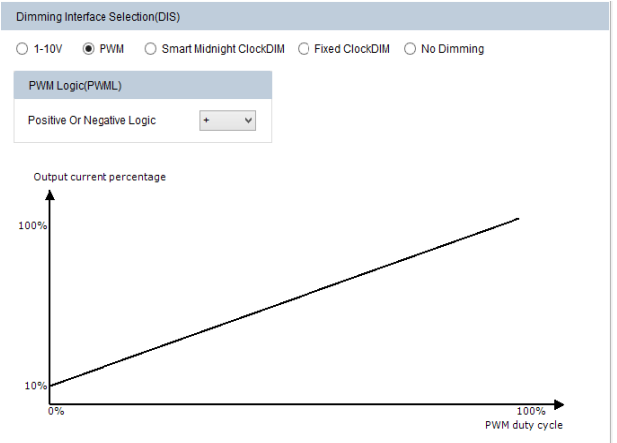 Dimming Interface Selection(DIS)
1-10V PWM Smart Midnight ClockDIM Fixed ClockDIM No Dimming
PWM Logic(PWML)
Positive Or Negative Logic +
Output current percentage
100%
10%
0% 100%
PWM duty cycle